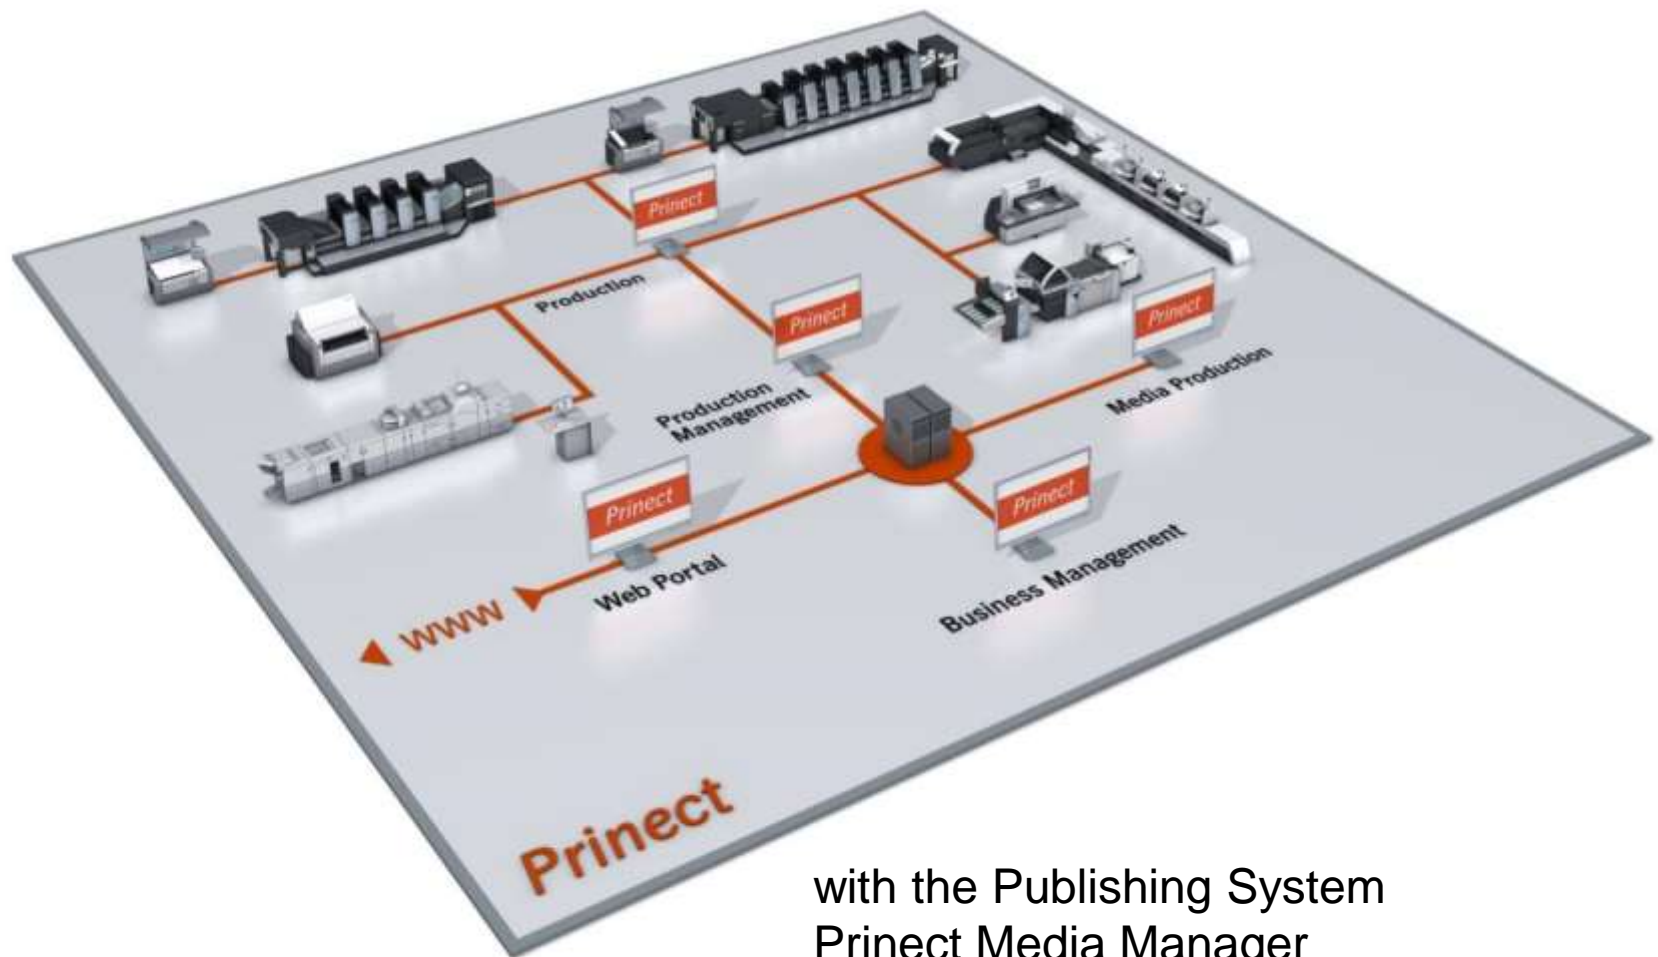 Prinect
Production
Prinect
Prinect
Production
Management
Media Production
Prinect
Prinect
Web Portal
Business Management
WWW
Prinect
with the Publishing System
Prinect Media Manager